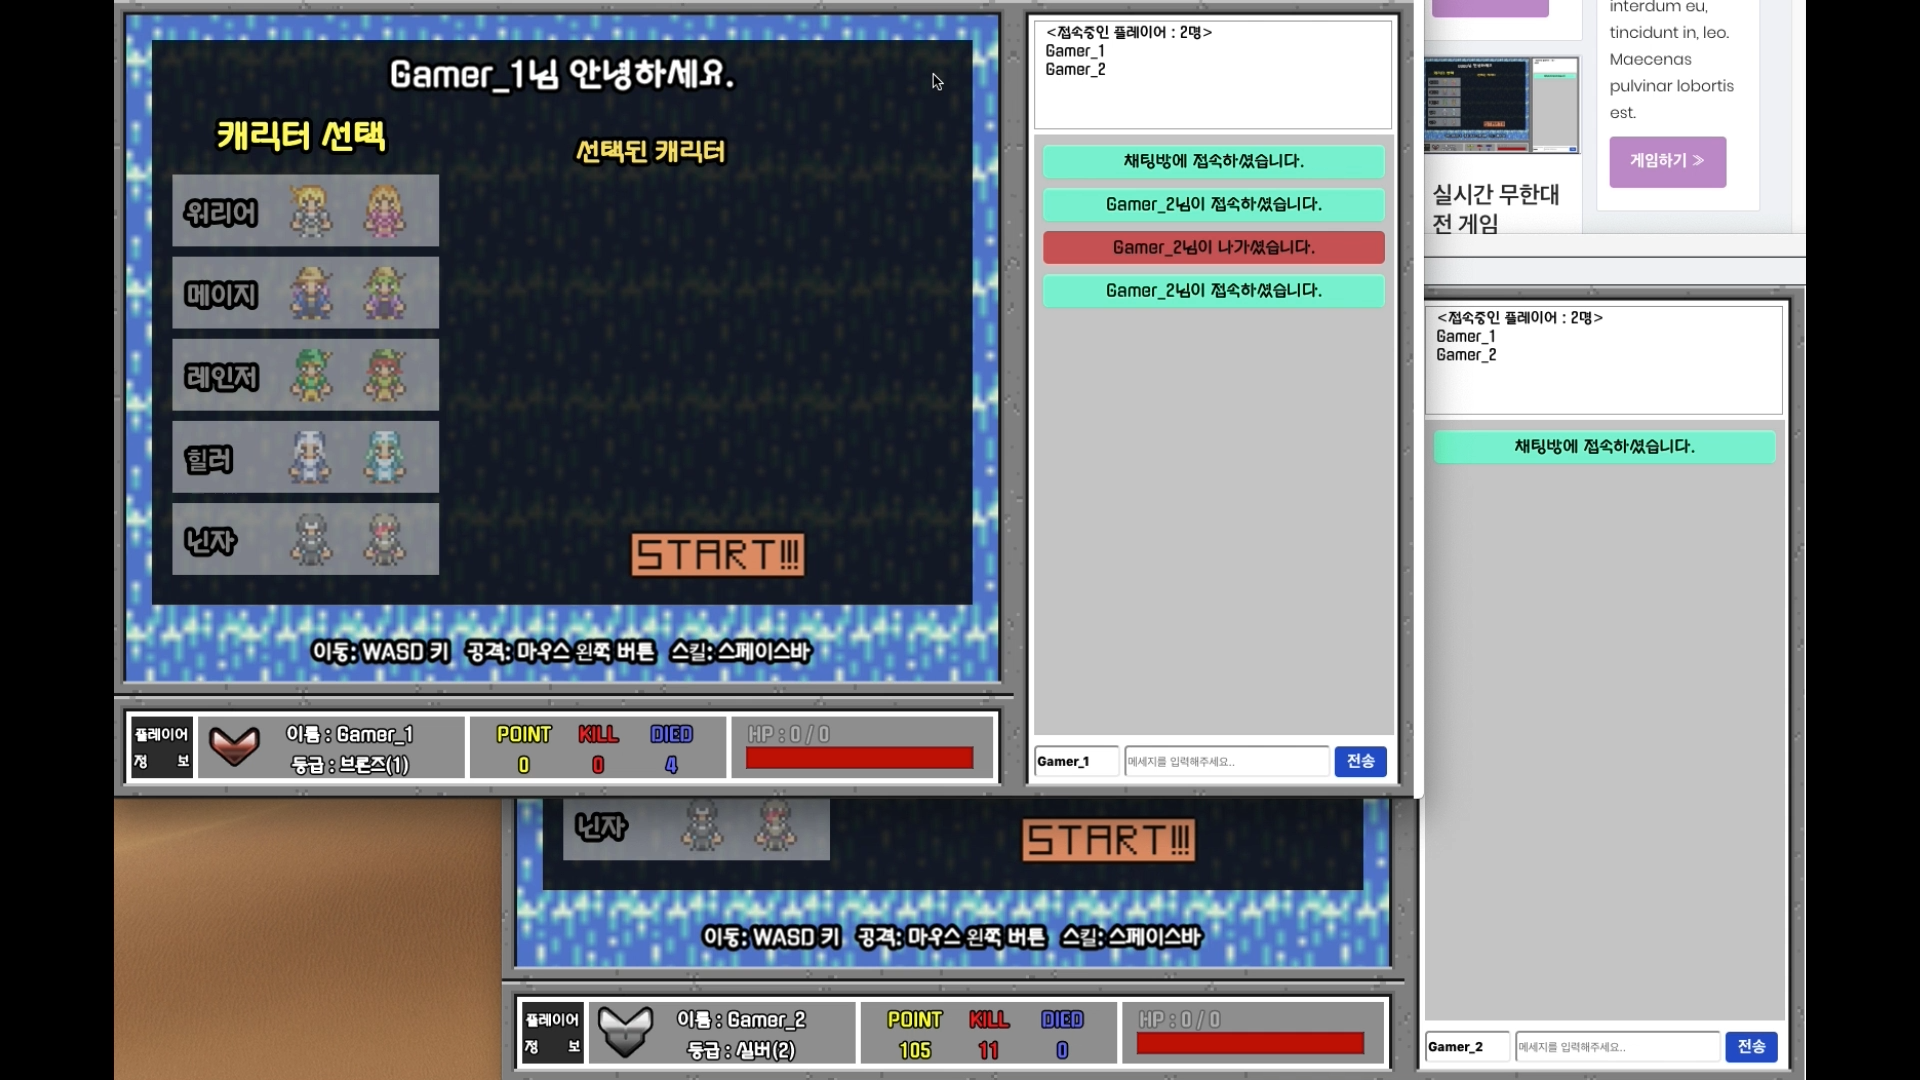 Gamer_1님 안녕하세요.
캐릭터 선택
선택된 캐릭터
워리어
메이지
레인저
힐러
닌자
START!!!
이동: WASD 키 공격: 마우스 왼쪽 버튼 스킬: 스페이스바
플레이어
정 보
이름 : Gamer_1
등급 : 브론즈(1)
POINT KILL DIED
0 0 4
HP : 0 / 0
<접속중인 플레이어 : 2명>
Gamer_1
Gamer_2
채팅방에 접속하셨습니다.
Gamer_2님이 접속하셨습니다.
Gamer_2님이 나가셨습니다.
Gamer_2님이 접속하셨습니다.
Gamer_1
메세지를 입력해주세요..
전송
interdum eu,
tincidunt in, leo.
Maecenas
pulvinar lobortis
est.
게임하기 ≫
실시간 무한대
전 게임
<접속중인 플레이어 : 2명>
Gamer_1
Gamer_2
채팅방에 접속하셨습니다.
닌자
START!!!
이동: WASD 키 공격: 마우스 왼쪽 버튼 스킬: 스페이스바
플레이어
정 보
이름 : Gamer_2
등급 : 실버(2)
POINT KILL DIED
105 11 0
HP : 0 / 0
Gamer_2
메세지를 입력해주세요..
전송